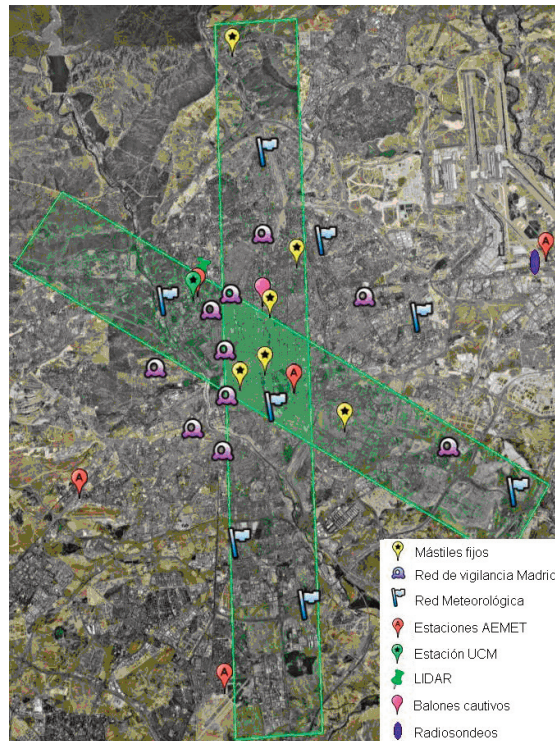 A
A
A
A
Mástiles fijos
Red de vigilancia Madrid
Red Meteorológica
A Estaciones AEMET
Estación UCM
LIDAR
Balones cautivos
Radiosondeos